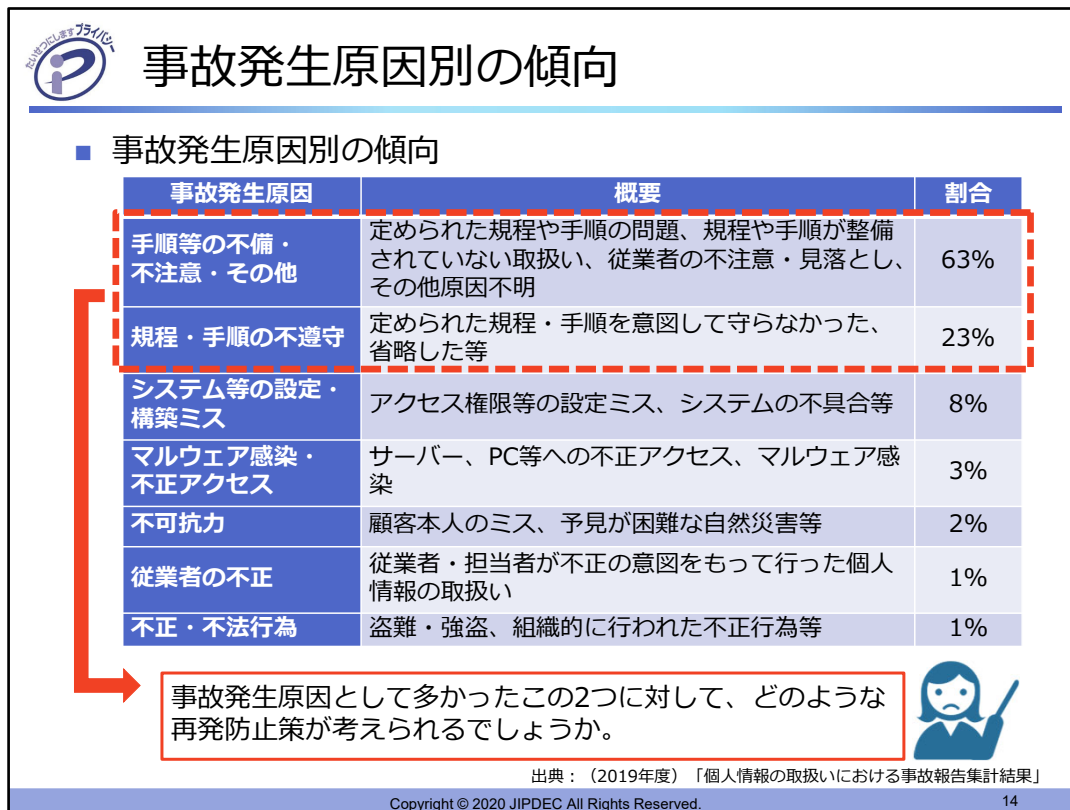 たいせつにしますプライバシー
事故発生原因別の傾向
■ 事故発生原因別の傾向
事故発生原因 概要 割合
手順等の不備・
不注意・その他
定められた規程や手順の問題、規程や手順が整備
されていない取扱い、従業者の不注意・見落とし、
その他原因不明
63%
規程・手順の不遵守
定められた規程・手順を意図して守らなかった、
省略した等
23%
システム等の設定・
構築ミス
アクセス権限等の設定ミス、システムの不具合等
8%
マルウェア感染・
不正アクセス
サーバー、PC等への不正アクセス、マルウェア感
染
3%
不可抗力
顧客本人のミス、予見が困難な自然災害等
2%
従業者の不正
従業者・担当者が不正の意図をもって行った個人
情報の取扱い
1%
不正・不法行為
盗難・強盗、組織的に行われた不正行為等
1%
事故発生原因として多かったこの2つに対して、どのような
再発防止策が考えられるでしょうか。
出典：（2019年度）「個人情報の取扱いにおける事故報告集計結果」
Copyright © 2020 JIPDEC All Rights Reserved.
14